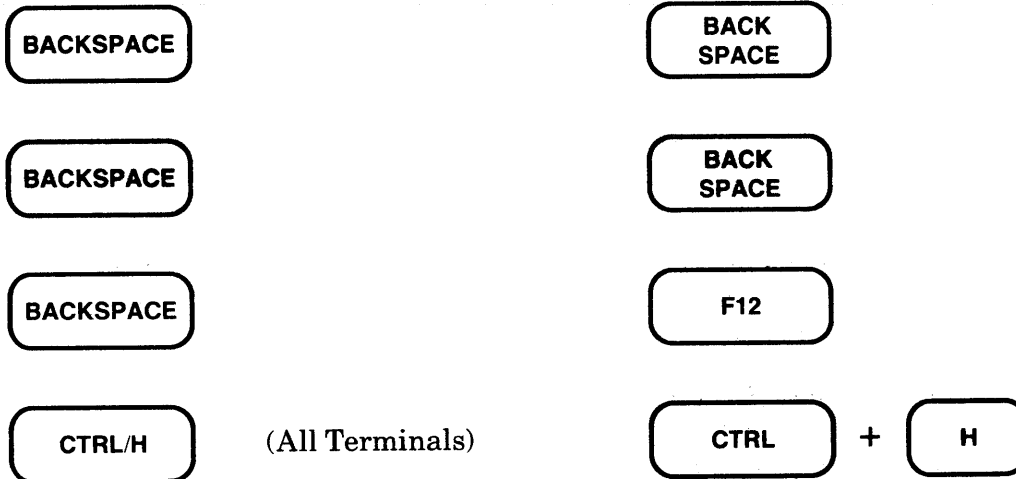 BACKSPACE
BACK
SPACE
BACKSPACE
BACK
SPACE
BACKSPACE
F12
CTRL/H
(All Terminals)
CTRL
+
H